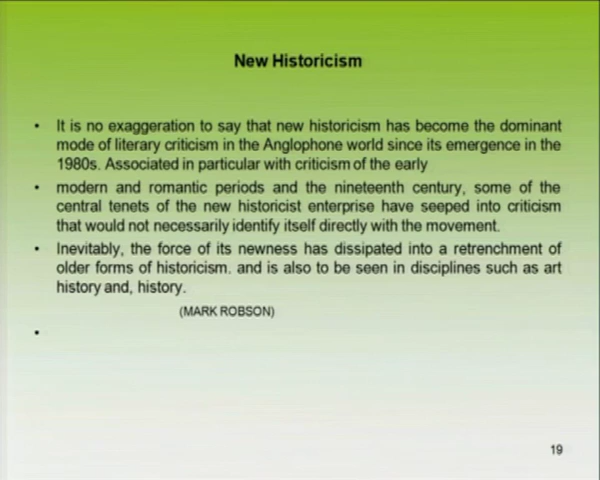 New Historicism
• It is no exaggeration to say that new historicism has become the dominant
mode of literary criticism in the Anglophone world since its emergence in the
1980s. Associated in particular with criticism of the early
• modern and romantic periods and the nineteenth century, some of the
central tenets of the new historicist enterprise have seeped into criticism
that would not necessarily identify itself directly with the movement.
• Inevitably, the force of its newness has dissipated into a retrenchment of
older forms of historicism. and is also to be seen in disciplines such as art
history and, history.
(MARK ROBSON)
•
19